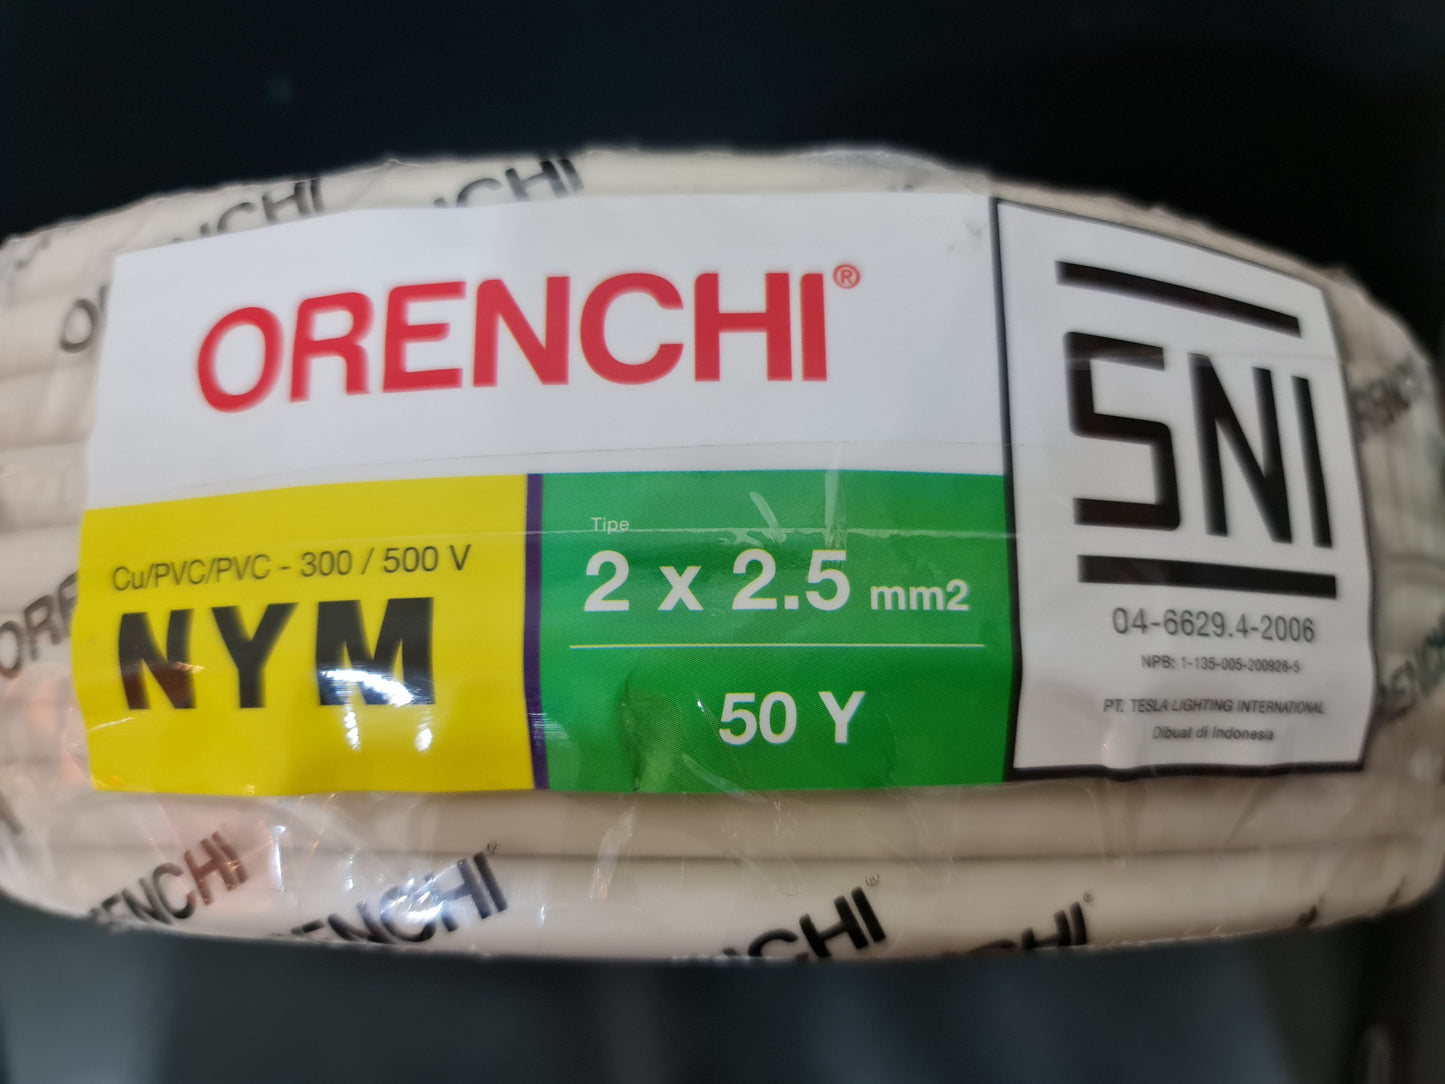 ORENCHI®
Cu/PVC/PVC - 300 / 500 V
NYM
Tipe
2 x 2.5 mm2
50 Y
SNI
04-6629.4-2006
NPB: 1-135-005-200926-5
PT. TESLA LIGHTING INTERNATIONAL
Dibuat di Indonesia
ORENCHI
ORENCHI®